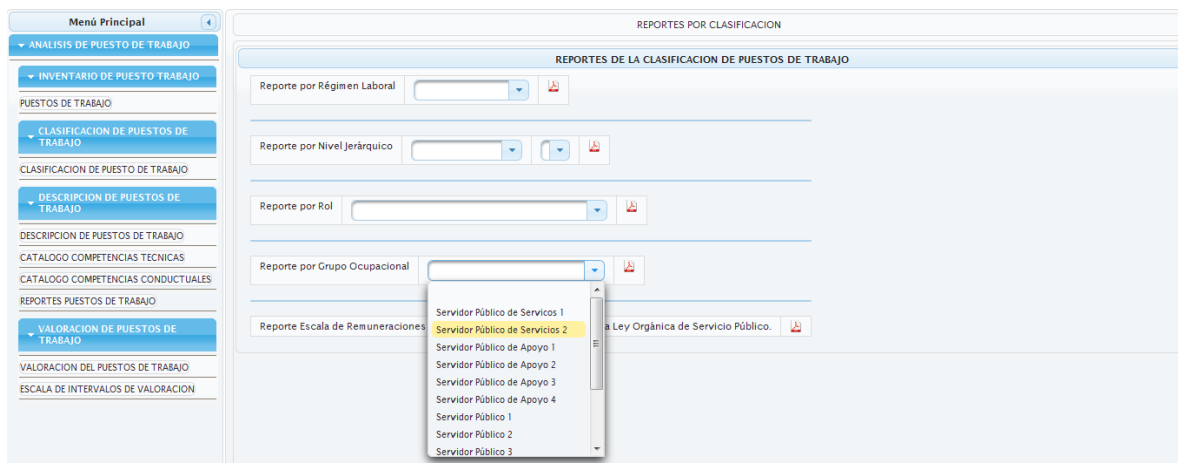 Menú Principal
ANALISIS DE PUESTO DE TRABAJO
INVENTARIO DE PUESTO TRABAJO
PUESTOS DE TRABAJO
CLASIFICACION DE PUESTOS DE
TRABAJO
CLASIFICACION DE PUESTO DE TRABAJO
DESCRIPCION DE PUESTOS DE
TRABAJO
DESCRIPCION DE PUESTOS DE TRABAJO
CATALOGO COMPETENCIAS TECNICAS
CATALOGO COMPETENCIAS CONDUCTUALES
REPORTES PUESTOS DE TRABAJO
VALORACION DE PUESTOS DE
TRABAJO
VALORACION DEL PUESTOS DE TRABAJO
ESCALA DE INTERVALOS DE VALORACION
REPORTES POR CLASIFICACION
REPORTES DE LA CLASIFICACION DE PUESTOS DE TRABAJO
Reporte por Régimen Laboral
Reporte por Nivel Jerárquico
Reporte por Rol
Reporte por Grupo Ocupacional
Servidor Público de Servicos 1
Servidor Público de Servicios 2
Servidor Público de Apoyo 1
Servidor Público de Apoyo 2
Servidor Público de Apoyo 3
Servidor Público de Apoyo 4
Servidor Público 1
Servidor Público 2
Servidor Público 3
Reporte Escala de Remuneraciones a Ley Orgánica de Servicio Público.